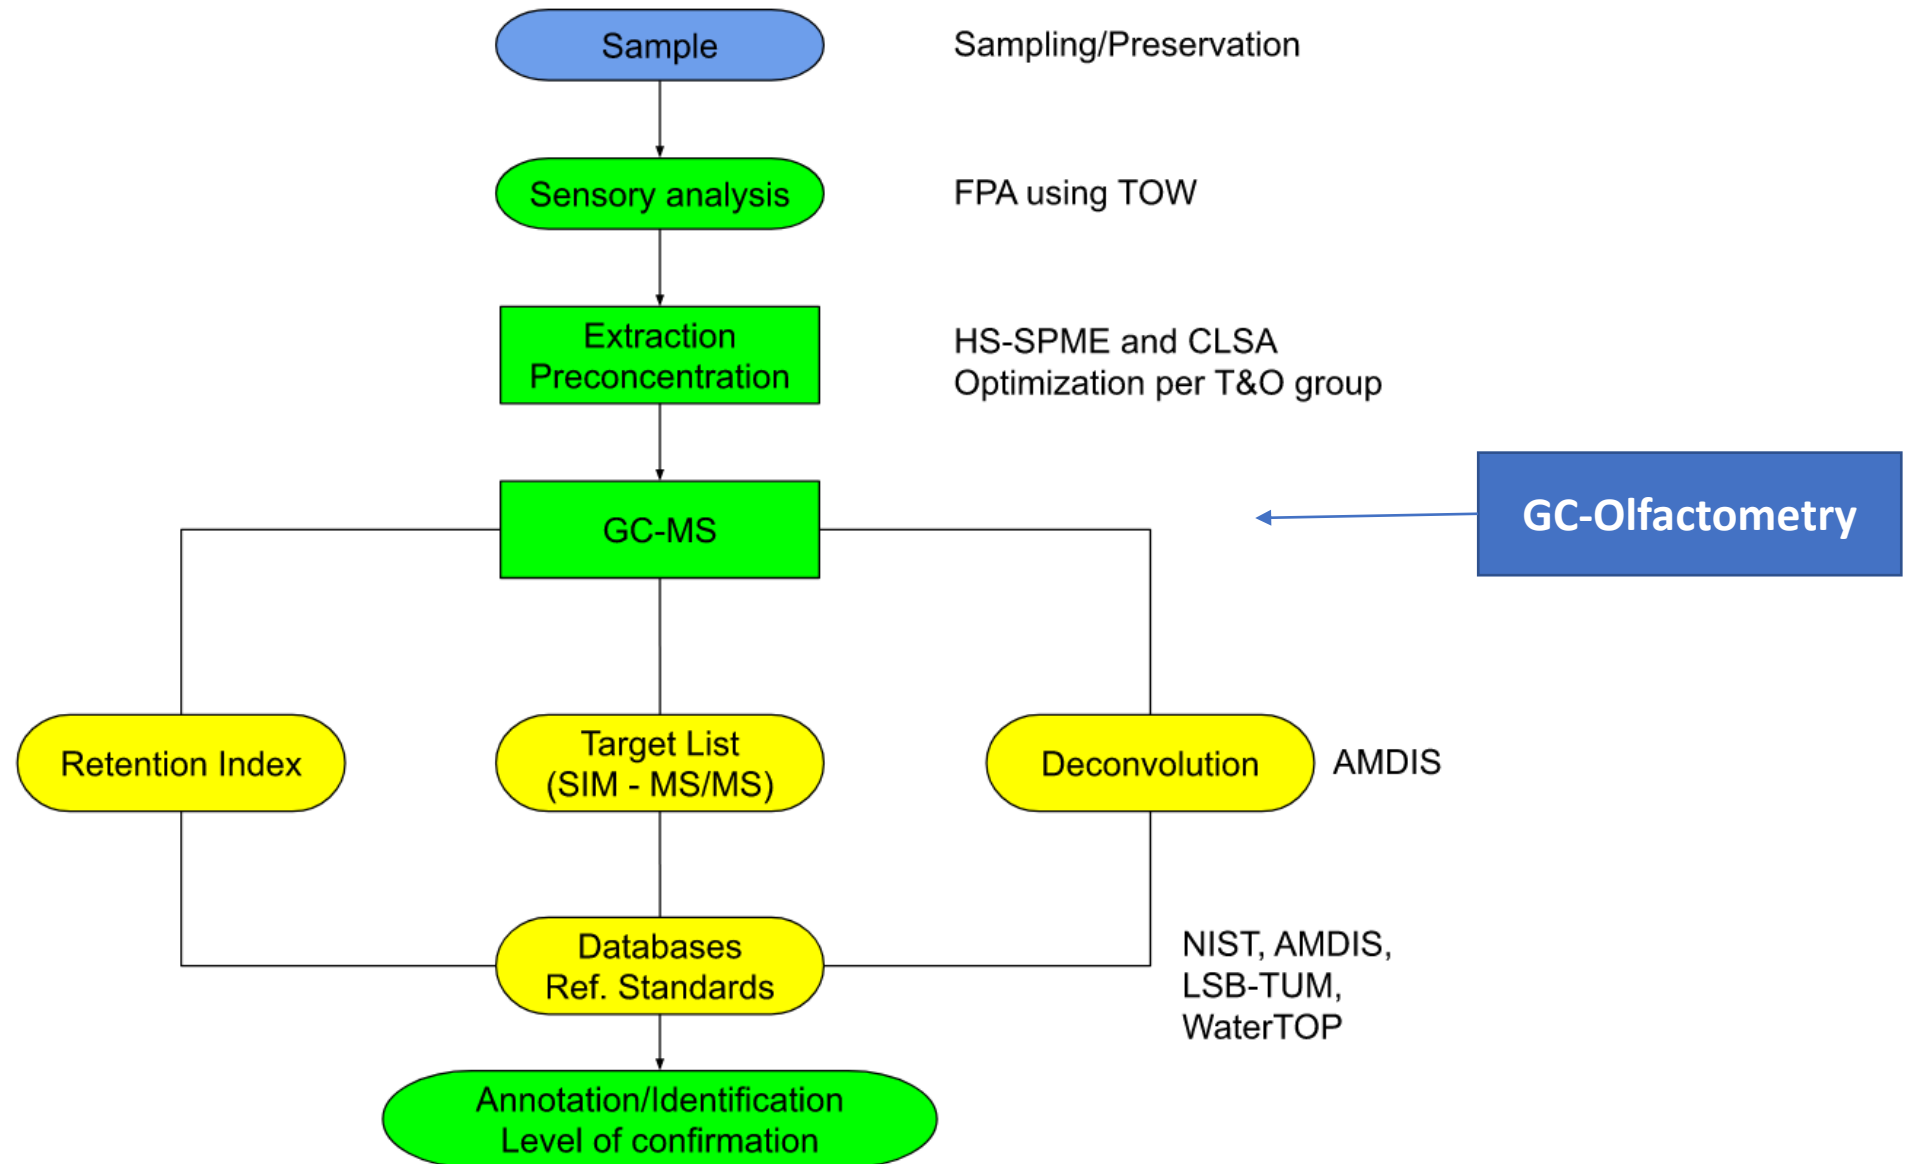 Sample
Sampling/Preservation
Sensory analysis
FPA using TOW
Extraction
Preconcentration
HS-SPME and CLSA
Optimization per T&O group
GC-MS
GC-Olfactometry
Retention Index
Target List
(SIM - MS/MS)
Deconvolution
AMDIS
Databases
Ref. Standards
NIST, AMDIS,
LSB-TUM,
WaterTOP
Annotation/Identification
Level of confirmation